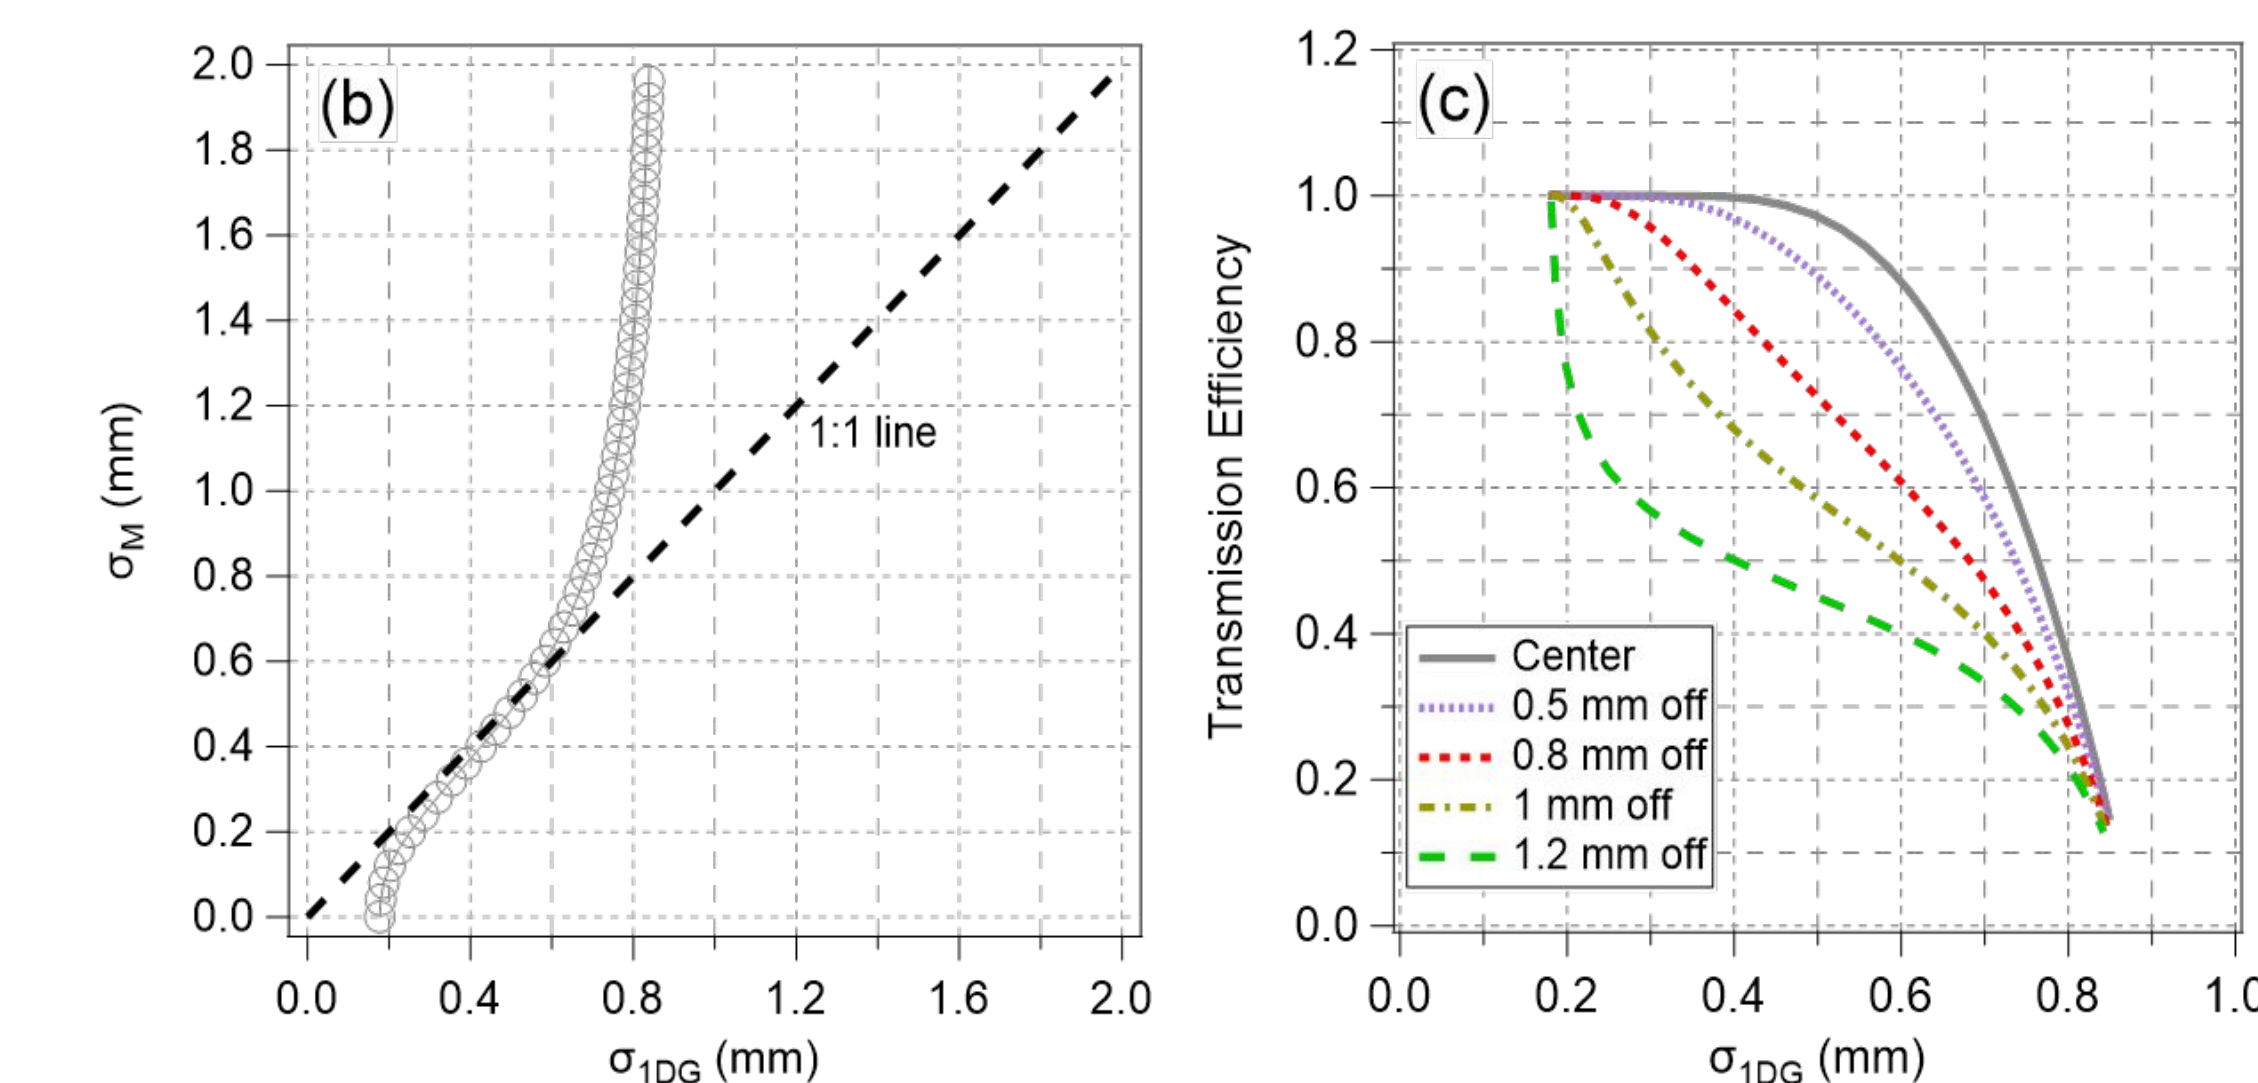 (b)
2.0
1.8
1.6
1.4
1.2
1.0
0.8
0.6
0.4
0.2
0.0
σM (mm)
1:1 line
0.0 0.4 0.8 1.2 1.6 2.0
σ1DG (mm)
(c)
1.2
1.0
0.8
0.6
0.4
0.2
0.0
Transmission Efficiency
Center
0.5 mm off
0.8 mm off
1 mm off
1.2 mm off
0.0 0.2 0.4 0.6 0.8 1.0
σ1DG (mm)